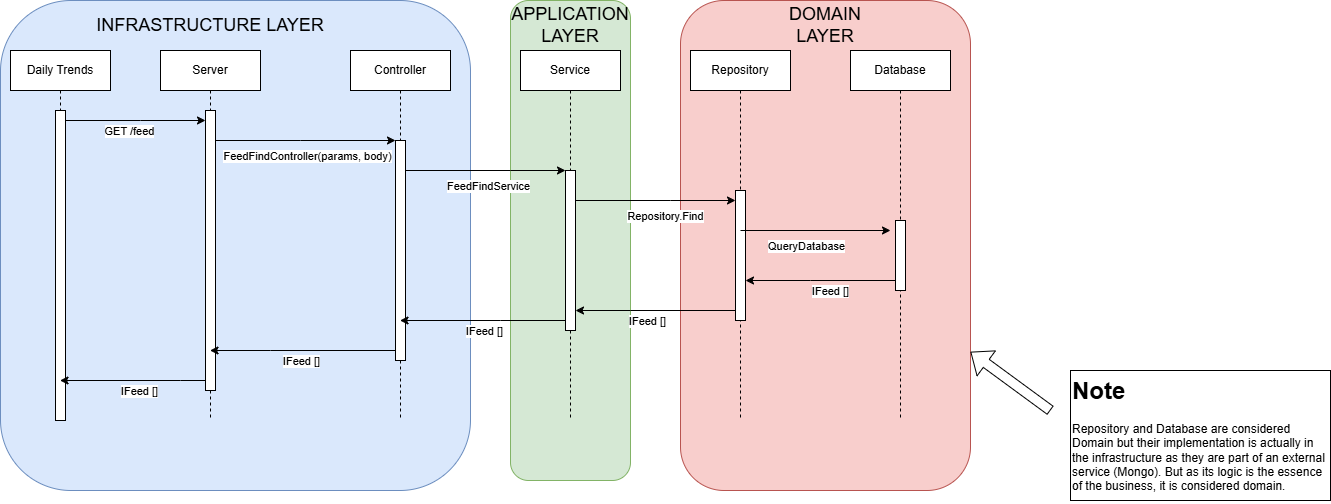 INFRASTRUCTURE LAYER
APPLICATION
LAYER
DOMAIN
LAYER
Daily Trends
Server
Controller
Service
Repository
Database
GET /feed
FeedFindController(params, body)
FeedFindService
Repository.Find
QueryDatabase
IFeed []
IFeed []
IFeed []
IFeed []
IFeed []
Note
Repository and Database are considered
Domain but their implementation is actually in
the infrastructure as they are part of an external
service (Mongo). But as its logic is the essence
of the business, it is considered domain.